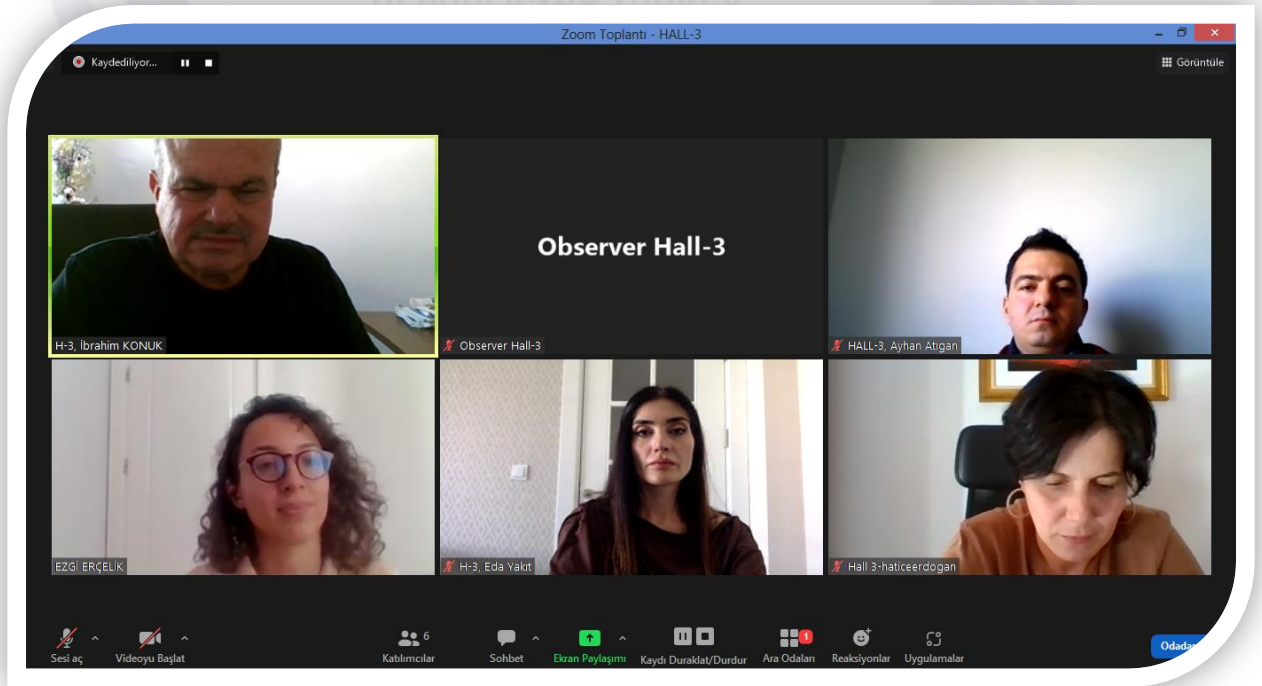 Zoom Toplantı - HALL-3
Kaydediliyor...
Görüntüle
H-3, İbrahim KONUK
Observer Hall-3
Observer Hall-3
HALL-3, Ayhan Atıgan
EZGİ ERÇELİK
H-3, Eda Yakıt
Hall 3-haticeerdogan
Sesi aç
Videoyu Başlat
6
Katılımcılar
Sohbet
Ekran Paylaşımı
Kaydı Duraklat/Durdur
1
Ara Odaları
Reaksiyonlar
Uygulamalar